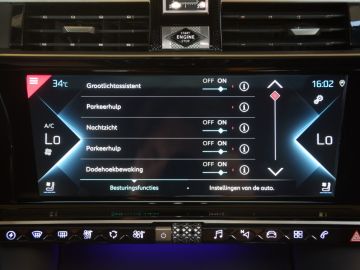 START
ENGINE
STOP
34°C
16:02
Grootlichtassistent OFF ON
Parkeerhulp
A/C
Lo
Nachtzicht OFF ON
Lo
Parkeerhulp
Dodehoekbewaking OFF ON
Besturingsfuncties
Instellingen van de auto.